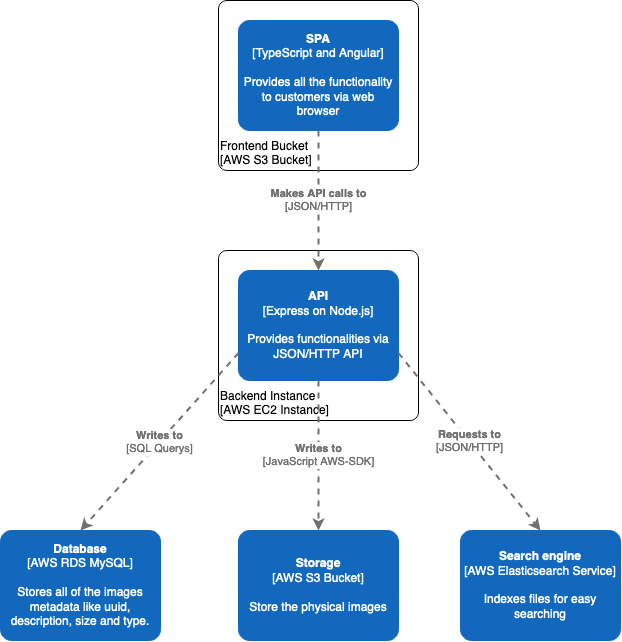 SPA
[TypeScript and Angular]
Provides all the functionality
to customers via web
browser
Frontend Bucket
[AWS S3 Bucket]
Makes API calls to
[JSON/HTTP]
API
[Express on Node.js]
Provides functionalities via
JSON/HTTP API
Backend Instance
[AWS EC2 Instance]
Writes to
[SQL Querys]
Writes to
[JavaScript AWS-SDK]
Requests to
[JSON/HTTP]
Database
[AWS RDS MySQL]
Stores all of the images
metadata like uuid,
description, size and type.
Storage
[AWS S3 Bucket]
Store the physical images
Search engine
[AWS Elasticsearch Service]
Indexes files for easy
searching